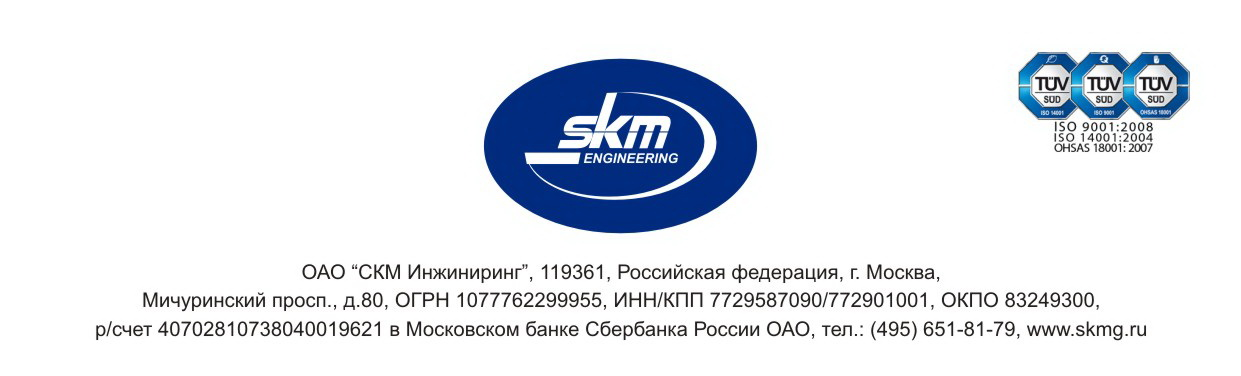 skm
ENGINEERING
TÜV TÜV TÜV
SÜD SÜD SÜD
ISO 14001 ISO 9001 OHSAS 18001
ISO 9001:2008
ISO 14001:2004
OHSAS 18001: 2007
ОАО “СКМ Инжиниринг”, 119361, Российская федерация, г. Москва,
Мичуринский просп., д.80, ОГРН 1077762299955, ИНН/КПП 7729587090/772901001, ОКПО 83249300,
р/счет 40702810738040019621 в Московском банке Сбербанка России ОАО, тел.: (495) 651-81-79, www.skmg.ru